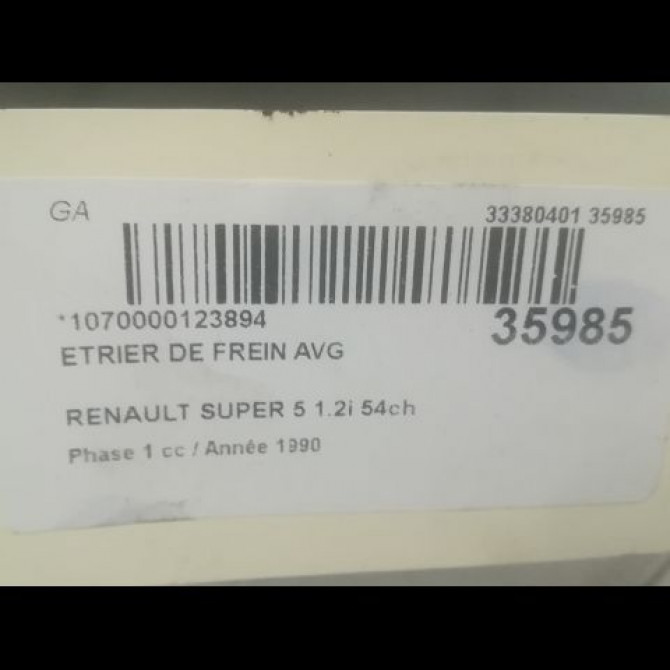 GA
33380401 35985
*1070000123894
35985
ETRIER DE FREIN AVG
RENAULT SUPER 5 1.2i 54ch
Phase 1 cc / Année 1990